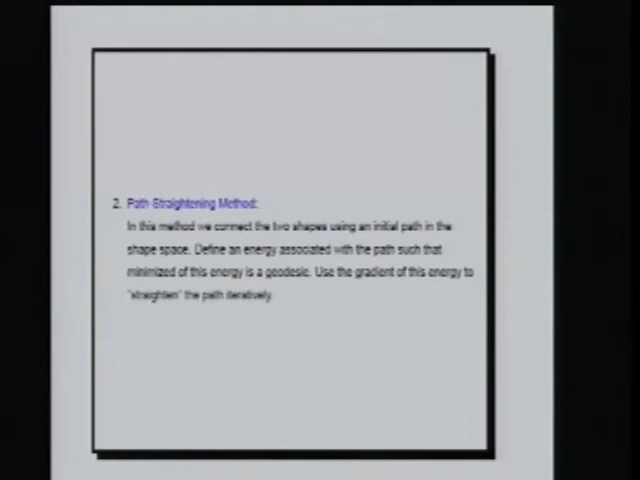 2. Path-Straightening Method:
In this method we connect the two shapes using an initial path in the
shape space. Define an energy associated with the path such that
minimized of this energy is a geodesic. Use the gradient of this energy to
"straighten" the path iteratively.